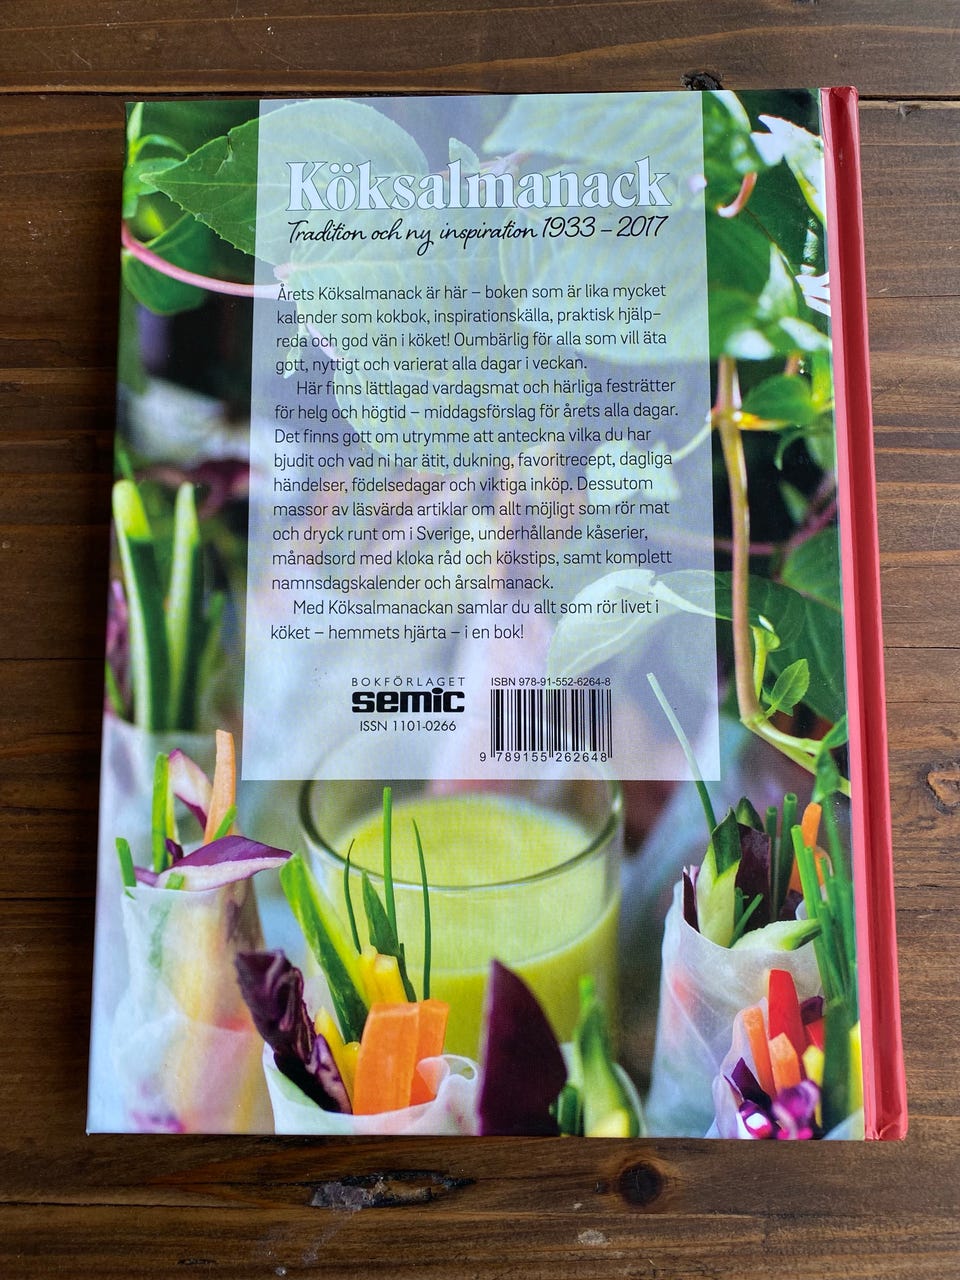 Köksalmanack
Tradition och ny inspiration 1933 – 2017
Årets Köksalmanack är här – boken som är lika mycket
kalender som kokbok, inspirationskälla, praktisk hjälp-
reda och god vän i köket! Oumbärlig för alla som vill äta
gott, nyttigt och varierat alla dagar i veckan.
Här finns lättlagad vardagsmat och härliga festrätter
för helg och högtid – middagsförslag för årets alla dagar.
Det finns gott om utrymme att anteckna vilka du har
bjudit och vad ni har ätit, dukning, favoritrecept, dagliga
händelser, födelsedagar och viktiga inköp. Dessutom
massor av läsvärda artiklar om allt möjligt som rör mat
och dryck runt om i Sverige, underhållande kåserier,
månadsord med kloka råd och kökstips, samt komplett
namnsdagskalender och årsalmanack.
Med Köksalmanackan samlar du allt som rör livet i
köket – hemmets hjärta – i en bok!
BOKFÖRLAGET
semic
ISSN 1101-0266
ISBN 978-91-552-6264-8
9 789155 262648